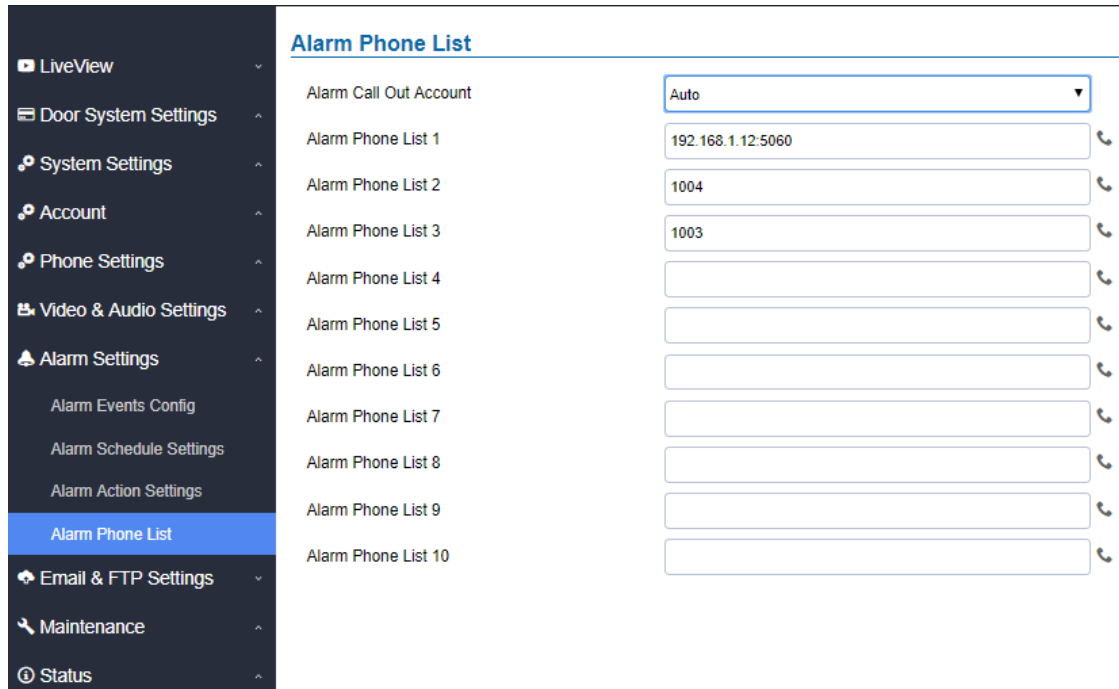 LiveView
Door System Settings
System Settings
Account
Phone Settings
Video & Audio Settings
Alarm Settings
Alarm Events Config
Alarm Schedule Settings
Alarm Action Settings
Alarm Phone List
Email & FTP Settings
Maintenance
Status
Alarm Phone List
Alarm Call Out Account Auto
Alarm Phone List 1 192.168.1.12:5060
Alarm Phone List 2 1004
Alarm Phone List 3 1003
Alarm Phone List 4
Alarm Phone List 5
Alarm Phone List 6
Alarm Phone List 7
Alarm Phone List 8
Alarm Phone List 9
Alarm Phone List 10